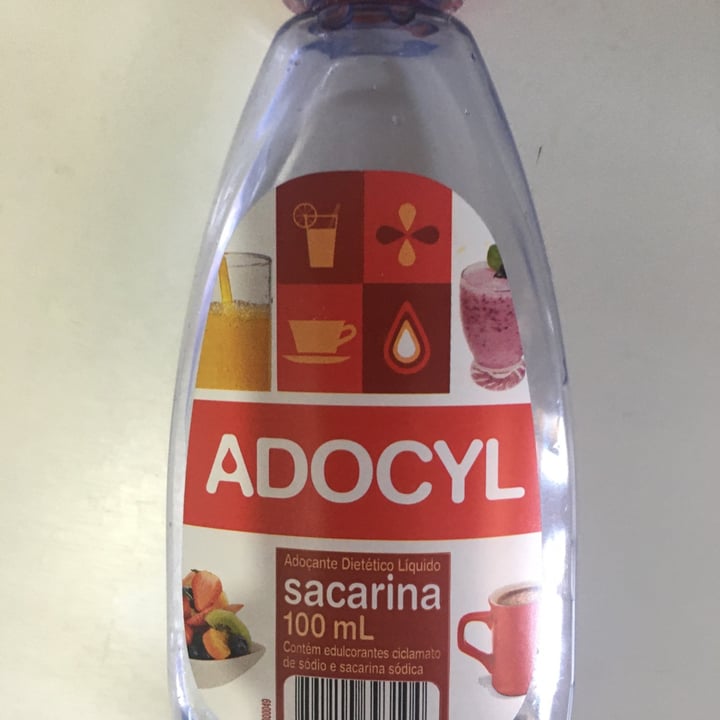 ADOCYL
Adoçante Dietético Líquido
sacarina
100 mL
Contém edulcorantes ciclamato
de sódio e sacarina sódica